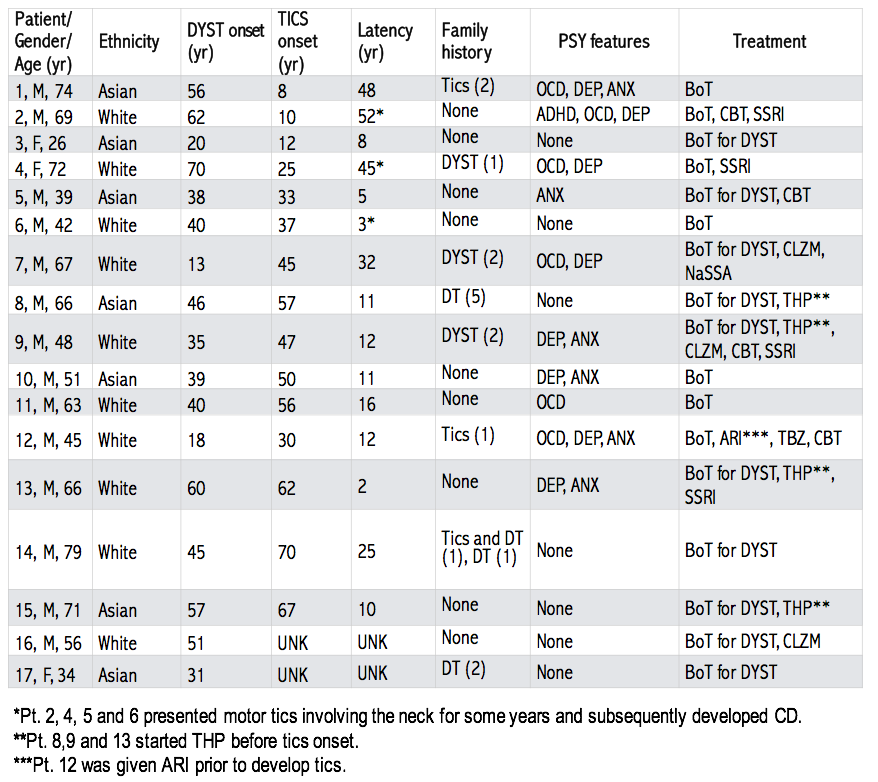 Patient/ Gender/ Age (yr) | Ethnicity | DYST onset (yr) | TICS onset (yr) | Latency (yr) | Family history | PSY features | Treatment
1, M, 74 | Asian | 56 | 8 | 48 | Tics (2) | OCD, DEP, ANX | BoT
2, M, 69 | White | 62 | 10 | 52* | None | ADHD, OCD, DEP | BoT, CBT, SSRI
3, F, 26 | Asian | 20 | 12 | 8 | None | None | BoT for DYST
4, F, 72 | White | 70 | 25 | 45* | DYST (1) | OCD, DEP | BoT, SSRI
5, M, 39 | Asian | 38 | 33 | 5 | None | ANX | BoT for DYST, CBT
6, M, 42 | White | 40 | 37 | 3* | None | None | BoT
7, M, 67 | White | 13 | 45 | 32 | DYST (2) | OCD, DEP | BoT for DYST, CLZM, NaSSA
8, M, 66 | Asian | 46 | 57 | 11 | DT (5) | None | BoT for DYST, THP**
9, M, 48 | White | 35 | 47 | 12 | DYST (2) | DEP, ANX | BoT for DYST, THP**, CLZM, CBT, SSRI
10, M, 51 | Asian | 39 | 50 | 11 | None | DEP, ANX | BoT
11, M, 63 | White | 40 | 56 | 16 | None | OCD | BoT
12, M, 45 | White | 18 | 30 | 12 | Tics (1) | OCD, DEP, ANX | BoT, ARI***, TBZ, CBT
13, M, 66 | White | 60 | 62 | 2 | None | DEP, ANX | BoT for DYST, THP**, SSRI
14, M, 79 | White | 45 | 70 | 25 | Tics and DT (1), DT (1) | None | BoT for DYST
15, M, 71 | Asian | 57 | 67 | 10 | None | None | BoT for DYST, THP**
16, M, 56 | White | 51 | UNK | UNK | None | None | BoT for DYST, CLZM
17, F, 34 | Asian | 31 | UNK | UNK | DT (2) | None | BoT for DYST
*Pt. 2, 4, 5 and 6 presented motor tics involving the neck for some years and subsequently developed CD.
**Pt. 8,9 and 13 started THP before tics onset.
***Pt. 12 was given ARI prior to develop tics.